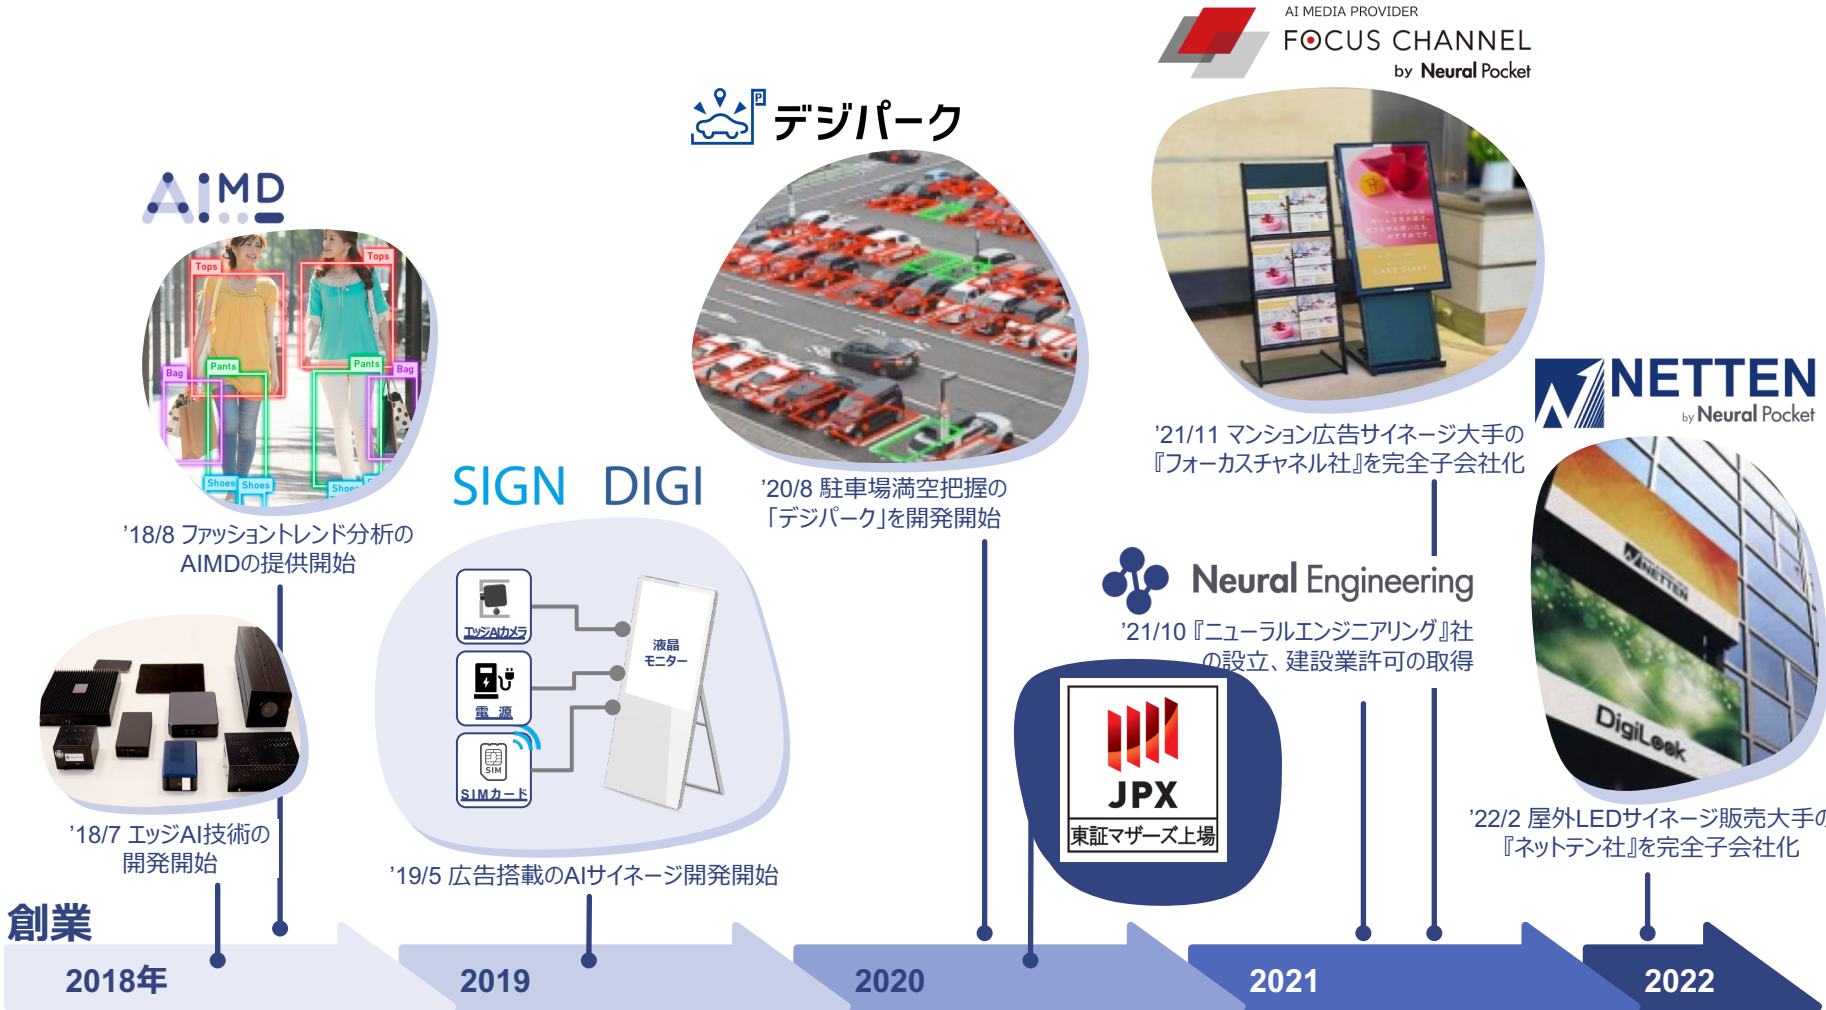 AI MEDIA PROVIDER
FOCUS CHANNEL
by Neural Pocket
デジパーク
P
AIMD
Tops
Tops
Pants
Pants
Bag
Bag
Shoes
Shoes
'18/8 ファッショントレンド分析の
AIMDの提供開始
'18/7 エッジAI技術の
開発開始
SIGN DIGI
エッジAIカメラ
電 源
SIM
SIMカード
液晶
モニター
'19/5 広告搭載のAIサイネージ開発開始
'20/8 駐車場満空把握の
「デジパーク」を開発開始
JPX
東証マザーズ上場
CAKE DIARY
'21/11 マンション広告サイネージ大手の
『フォーカスチャネル社』を完全子会社化
Neural Engineering
'21/10『ニューラルエンジニアリング』社
の設立、建設業許可の取得
NETTEN
by Neural Pocket
NETTEN
DigiLook
'22/2 屋外LEDサイネージ販売大手の
『ネットテン社』を完全子会社化
創業
2018年
2019
2020
2021
2022